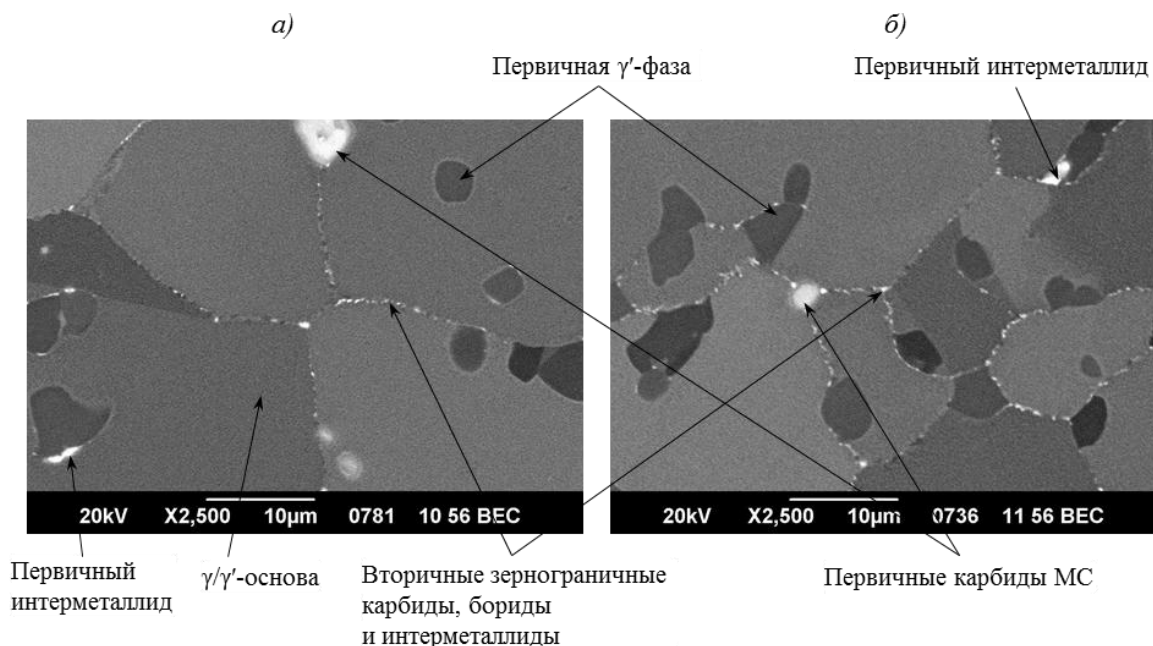 а)
б)
Первичная γ′-фаза
Первичный интерметаллид
20kV X2,500 10µm 0781 10 56 BEC
20kV X2,500 10µm 0736 11 56 BEC
Первичный
интерметаллид
γ/γ′-основа
Вторичные зернограничные
карбиды, бориды
и интерметаллиды
Первичные карбиды МС